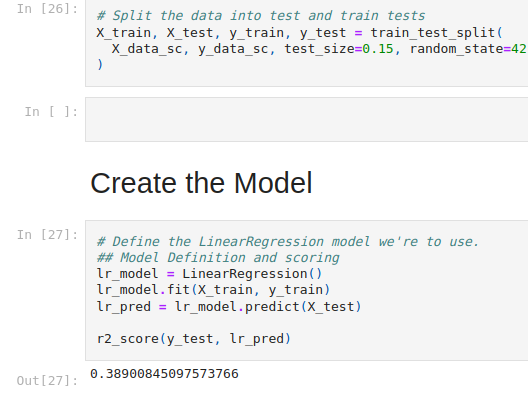 In [26]:
# Split the data into test and train tests
X_train, X_test, y_train, y_test = train_test_split(
X_data_sc, y_data_sc, test_size=0.15, random_state=42
)
In [ ]:
Create the Model
In [27]:
# Define the LinearRegression model we're to use.
## Model Definition and scoring
lr_model = LinearRegression()
lr_model.fit(X_train, y_train)
lr_pred = lr_model.predict(X_test)
r2_score(y_test, lr_pred)
Out[27]:
0.38900845097573766